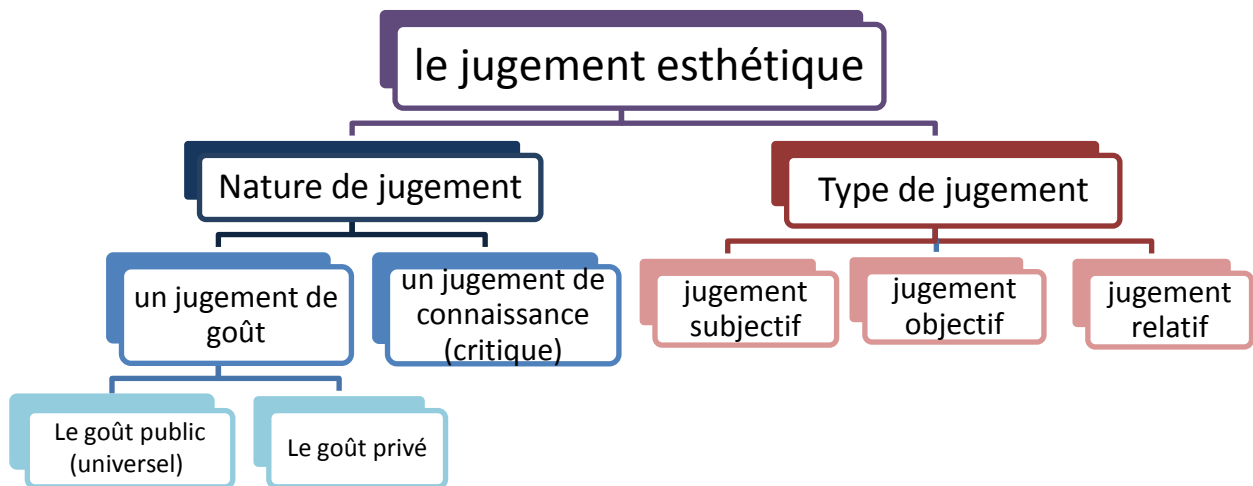 le jugement esthétique
Nature de jugement
Type de jugement
un jugement de
goût
un jugement de
connaissance
(critique)
jugement
subjectif
jugement
objectif
jugement
relatif
Le goût public
(universel)
Le goût privé